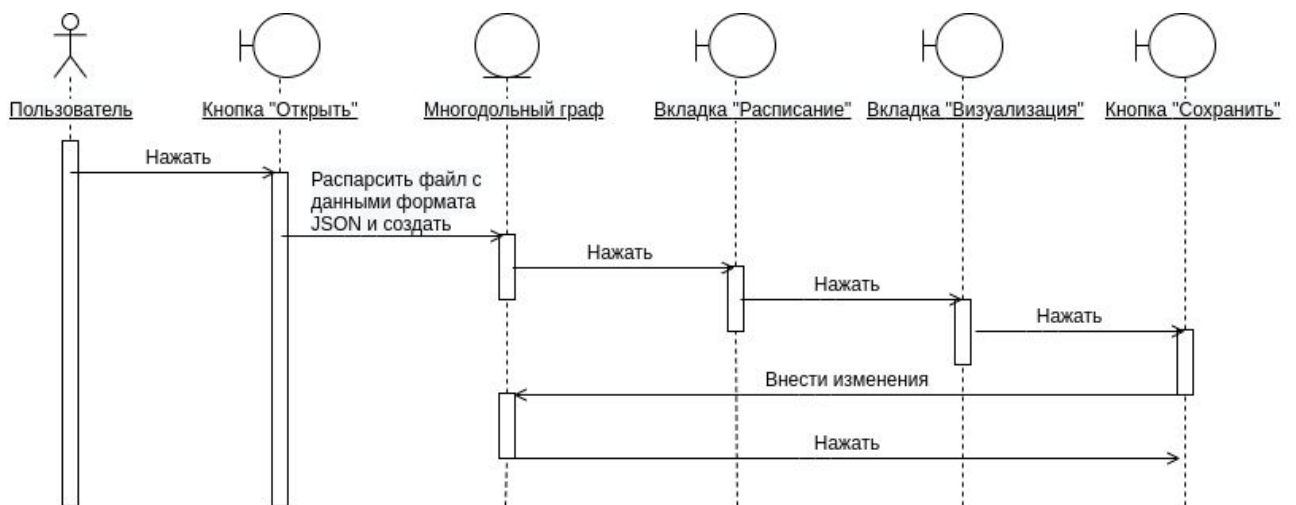 Пользователь
Кнопка "Открыть"
Многодольный граф
Вкладка "Расписание"
Вкладка "Визуализация"
Кнопка "Сохранить"
Нажать
Распарсить файл с
данными формата
JSON и создать
Нажать
Нажать
Нажать
Внести изменения
Нажать